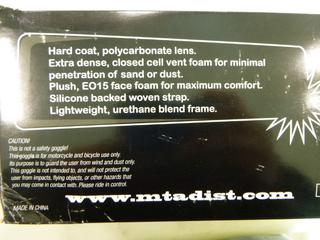 Hard coat, polycarbonate lens.
Extra dense, closed cell vent foam for minimal
penetration of sand or dust.
Plush, EO15 face foam for maximum comfort.
Silicone backed woven strap.
Lightweight, urethane blend frame.
CAUTION!
This is not a safety goggle!
This goggle is for motorcycle and bicycle use only.
Its purpose is to guard the user from wind and dust only.
This goggle is not intended to, and will not protect the
user from impacts, flying objects, or other hazards that
you may come in contact with. Please ride in control.
www.mtadist.com
MADE IN CHINA